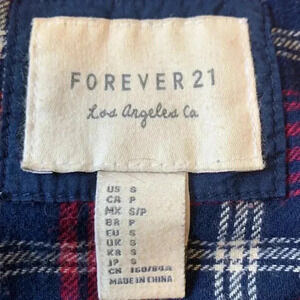 FOREVER 21
Los Angeles Ca
US S
CA P
MX S/P
BR P
EU S
UK S
KR S
JP S
CN 160/84A
MADE IN CHINA